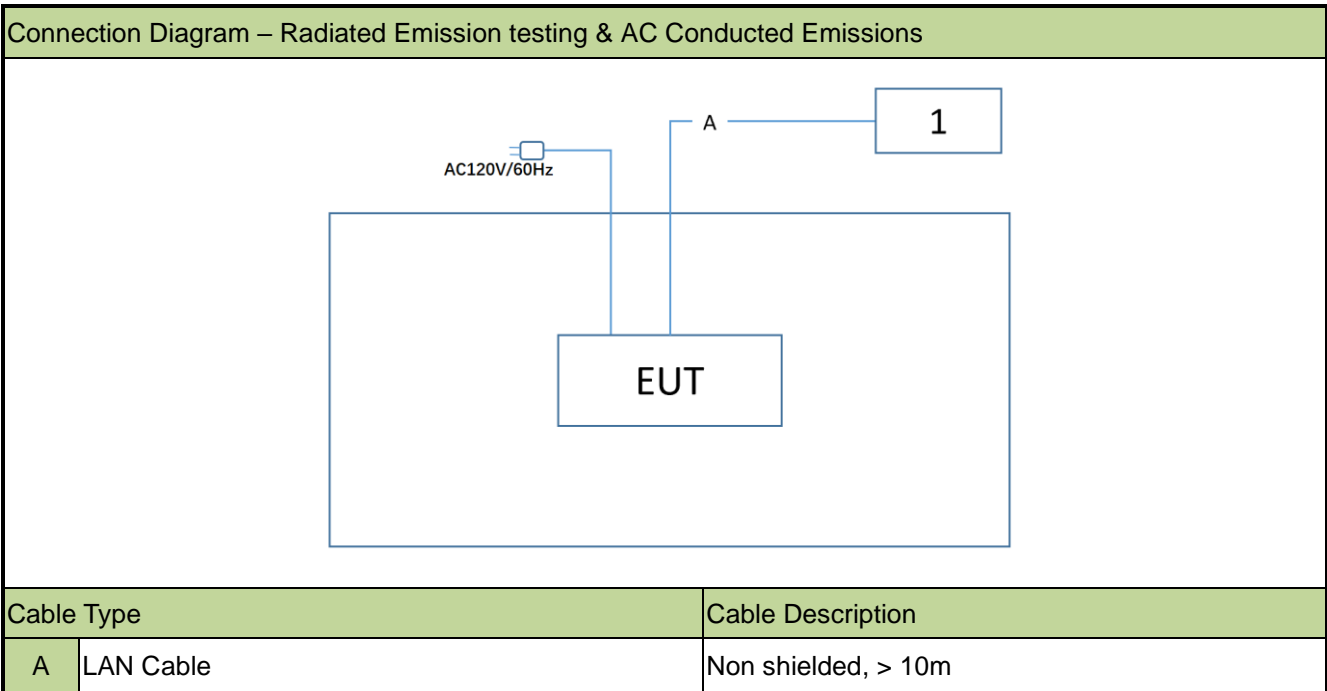 Connection Diagram – Radiated Emission testing & AC Conducted Emissions
1
A
AC120V/60Hz
EUT
Cable Type Cable Description
A LAN Cable Non shielded, > 10m